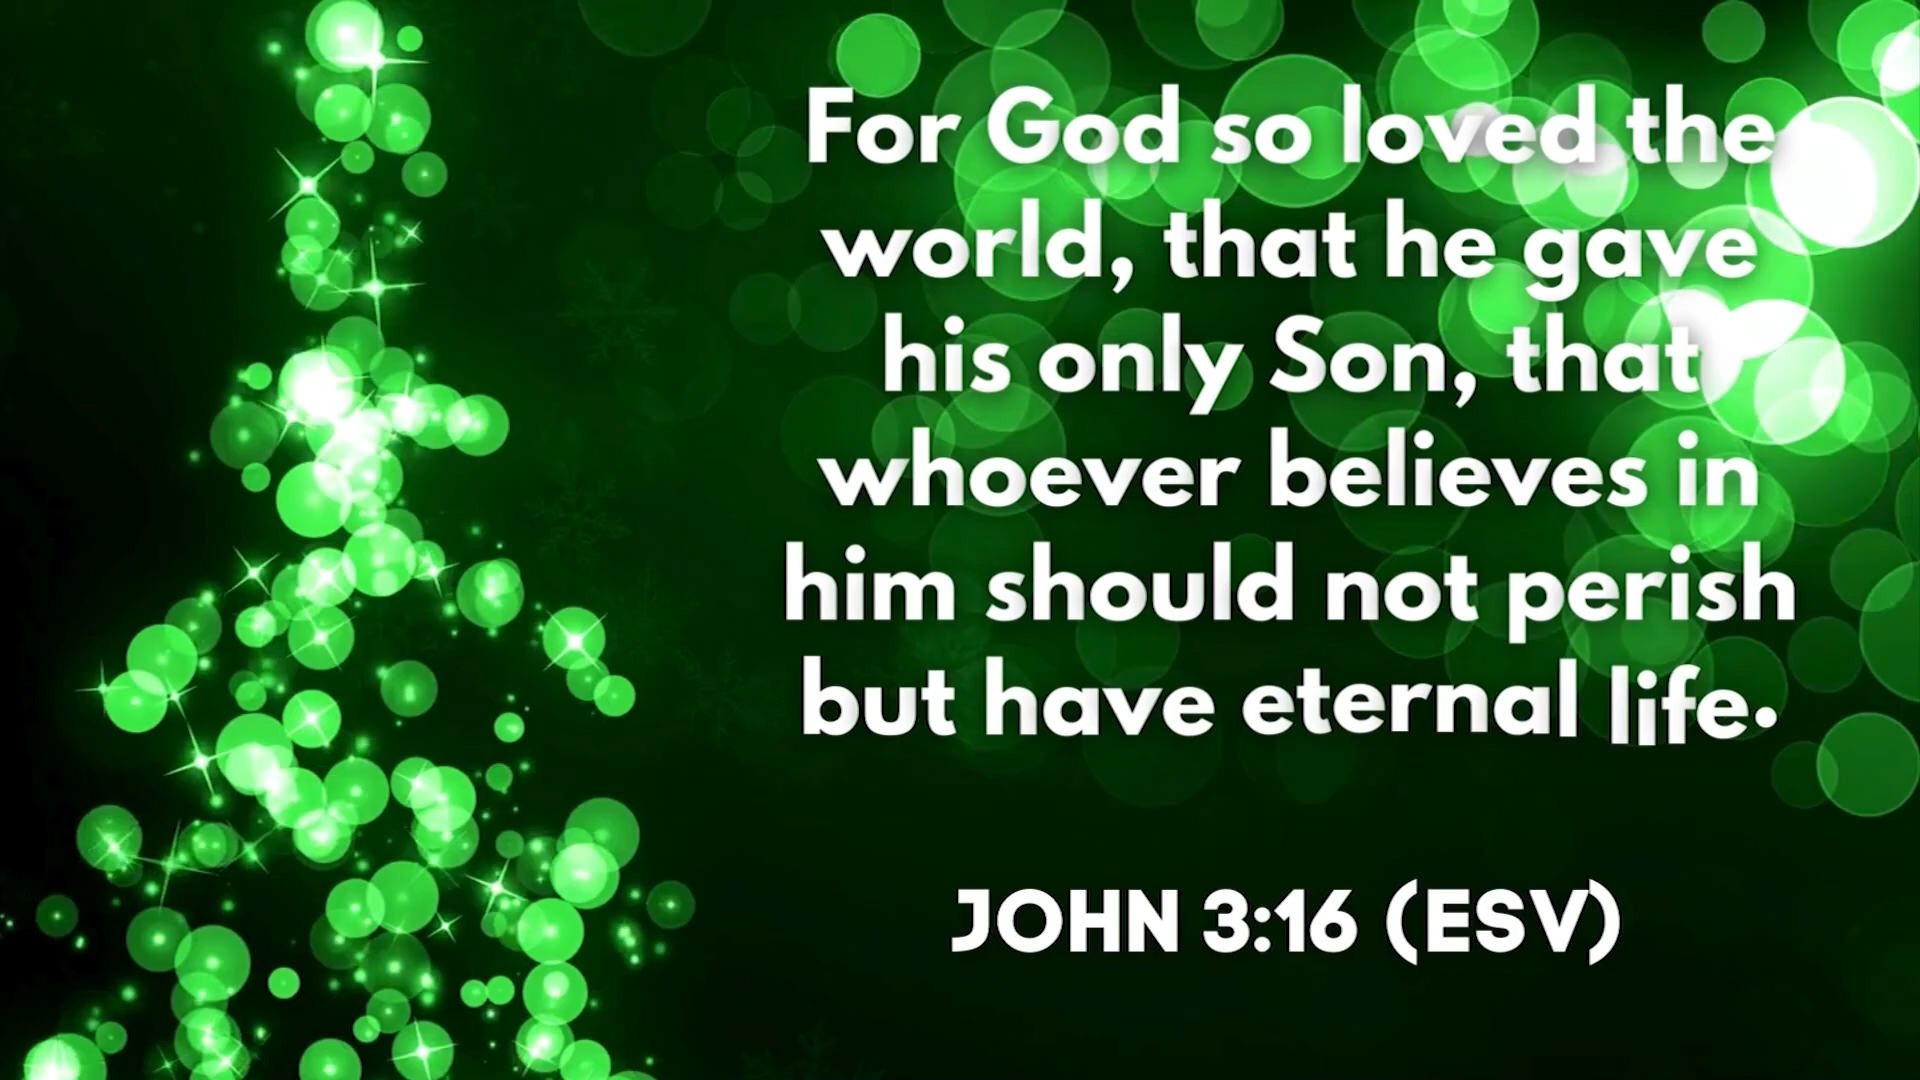 For God so loved the
world, that he gave
his only Son, that
whoever believes in
him should not perish
but have eternal life.
JOHN 3:16 (ESV)